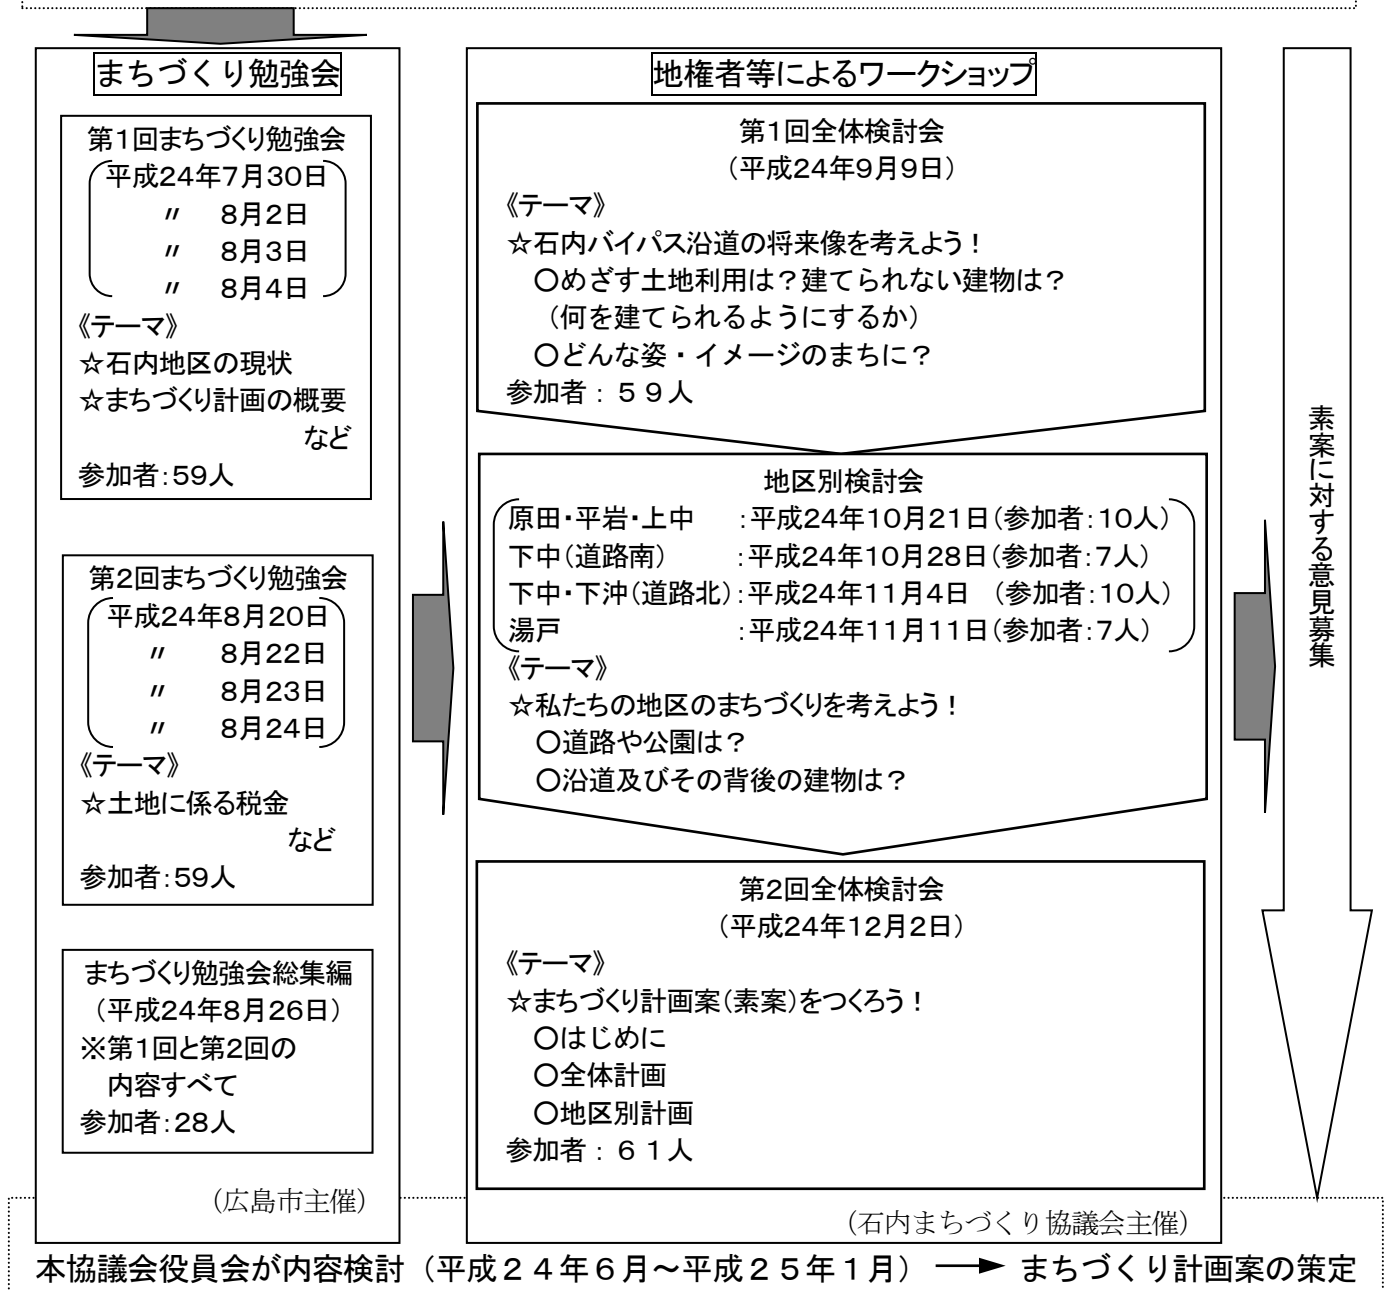 まちづくり勉強会
第1回まちづくり勉強会
平成24年7月30日
〃 8月2日
〃 8月3日
〃 8月4日
《テーマ》
☆石内地区の現状
☆まちづくり計画の概要
など
参加者：59人
第2回まちづくり勉強会
平成24年8月20日
〃 8月22日
〃 8月23日
〃 8月24日
《テーマ》
☆土地に係る税金
など
参加者：59人
まちづくり勉強会総集編
（平成24年8月26日）
※第1回と第2回の
内容すべて
参加者：28人
（広島市主催）
地権者等によるワークショップ
第1回全体検討会
（平成24年9月9日）
《テーマ》
☆石内バイパス沿道の将来像を考えよう！
○めざす土地利用は？建てられない建物は？
（何を建てられるようにするか）
○どんな姿・イメージのまちに？
参加者：５９人
地区別検討会
原田・平岩・上中　：平成24年10月21日（参加者：10人）
下中（道路南）　：平成24年10月28日（参加者：7人）
下中・下沖（道路北）：平成24年11月4日　（参加者：10人）
湯戸　：平成24年11月11日（参加者：7人）
《テーマ》
☆私たちの地区のまちづくりを考えよう！
○道路や公園は？
○沿道及びその背後の建物は？
第2回全体検討会
（平成24年12月2日）
《テーマ》
☆まちづくり計画案（素案）をつくろう！
○はじめに
○全体計画
○地区別計画
参加者：６１人
（石内まちづくり協議会主催）
素案に対する意見募集
本協議会役員会が内容検討（平成２４年６月～平成２５年１月） → まちづくり計画案の策定